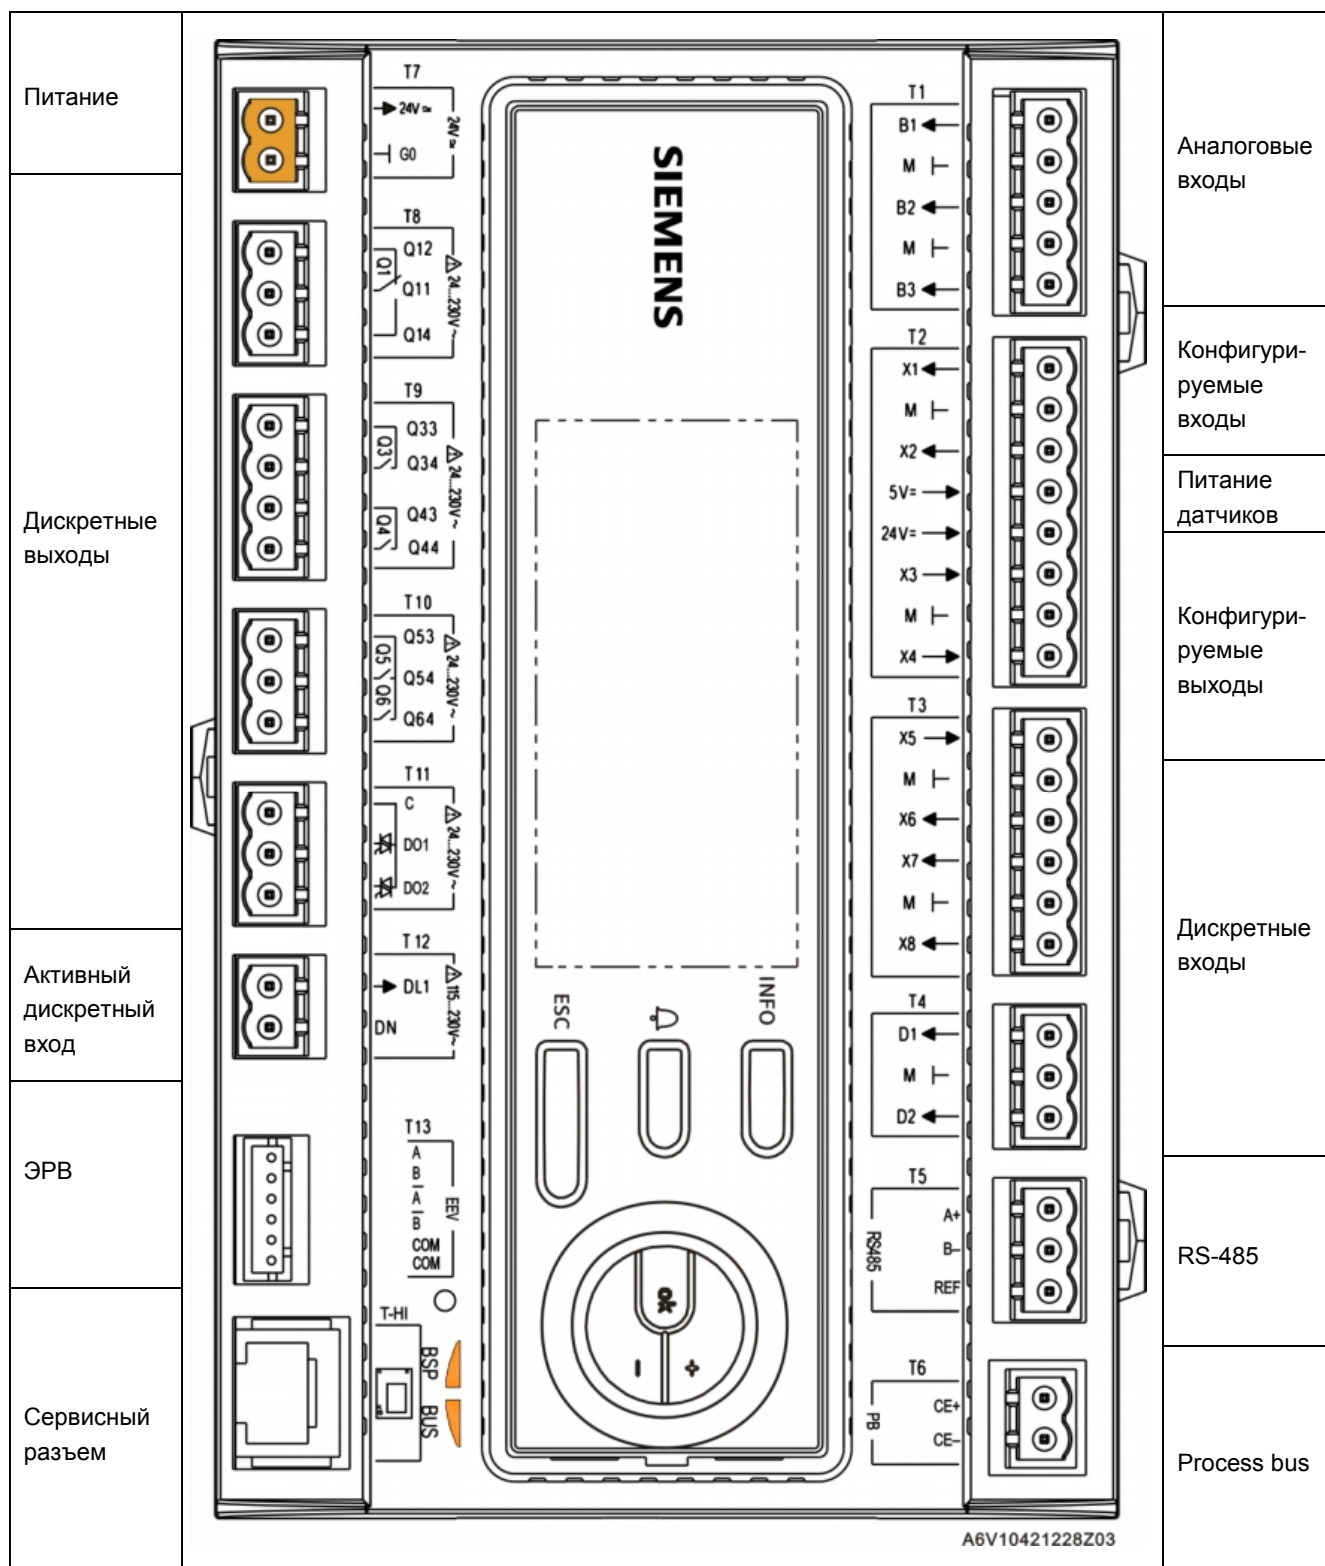 Питание
Дискретные
выходы
Активный
дискретный
вход
ЭРВ
Сервисный
разъем
T7
24V ≃
G0
24V ≃
T8
Q12
Q1
Q11
Q14
⚠ 24...230V~
T9
Q33
Q3
Q34
Q43
Q4
Q44
⚠ 24...230V~
T10
Q53
Q5
Q54
Q6
Q64
⚠ 24...230V~
T11
C
DO1
DO2
⚠ 24...230V~
T12
DL1
DN
⚠ 115...230V~
T13
A
B
A
B
COM
COM
EEV
T-HI
BSP
BUS
SIEMENS
ESC
INFO
ok
–
+
T1
B1
M
B2
M
B3
T2
X1
M
X2
5V=
24V=
X3
M
X4
T3
X5
M
X6
X7
M
X8
T4
D1
M
D2
T5
A+
B–
REF
RS485
T6
CE+
CE–
PB
A6V10421228Z03
Аналоговые
входы
Конфигури-
руемые
входы
Питание
датчиков
Конфигури-
руемые
выходы
Дискретные
входы
RS-485
Process bus